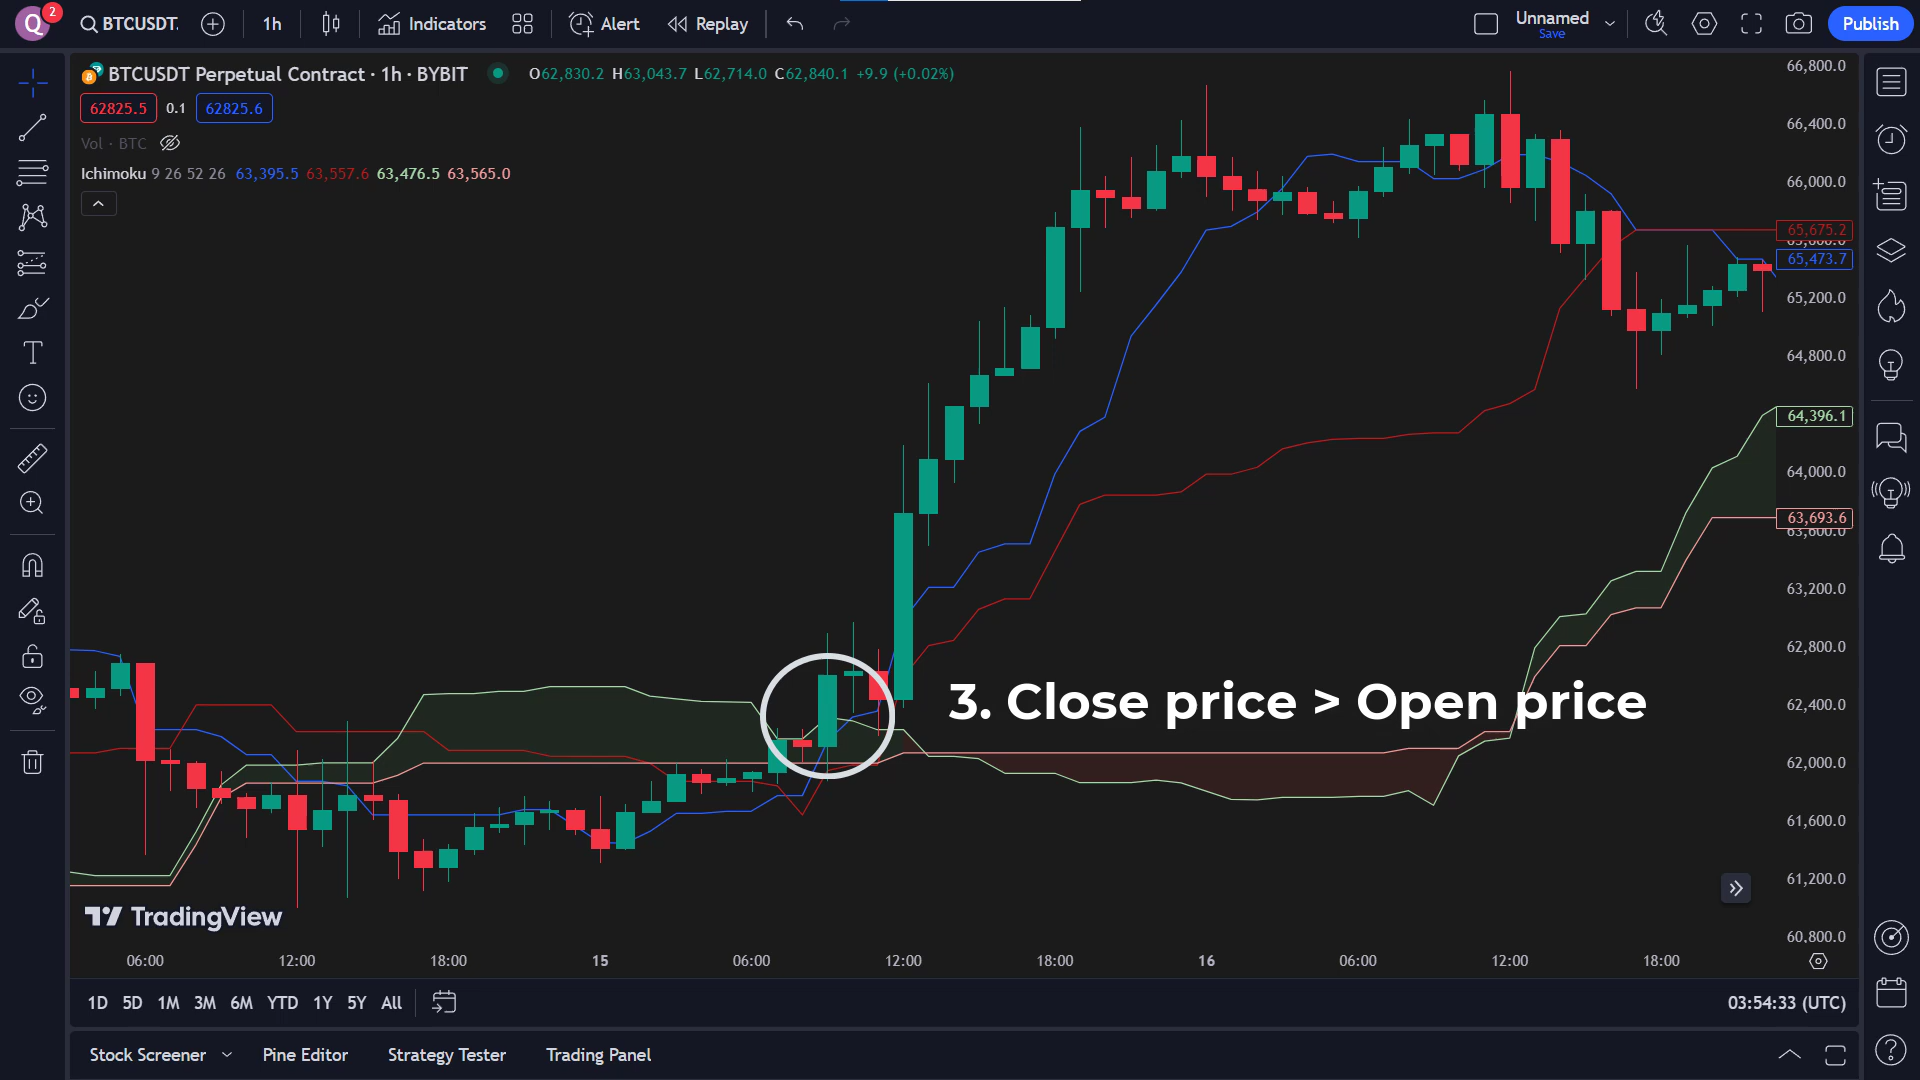 Q 2 BTCUSDT. 1h Indicators Alert Replay Unnamed Save Publish
BTCUSDT Perpetual Contract · 1h · BYBIT O62,830.2 H63,043.7 L62,714.0 C62,840.1 +9.9 (+0.02%)
62825.5 0.1 62825.6
Vol · BTC
Ichimoku 9 26 52 26 63,395.5 63,557.6 63,476.5 63,565.0
66,800.0
66,400.0
66,000.0
65,675.2
65,600.0
65,473.7
65,200.0
64,800.0
64,396.1
64,000.0
63,693.6
63,600.0
63,200.0
62,800.0
62,400.0
62,000.0
61,600.0
61,200.0
60,800.0
3. Close price > Open price
TradingView
06:00 12:00 18:00 15 06:00 12:00 18:00 16 06:00 12:00 18:00
1D 5D 1M 3M 6M YTD 1Y 5Y All 03:54:33 (UTC)
Stock Screener Pine Editor Strategy Tester Trading Panel